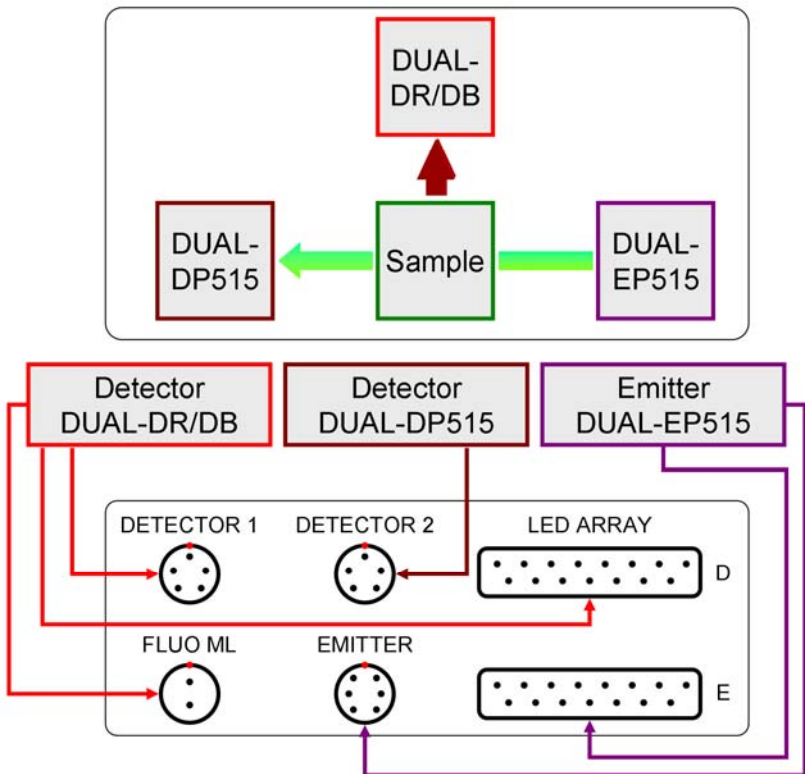 DUAL-
DR/DB
DUAL-
DP515
Sample
DUAL-
EP515
Detector
DUAL-DR/DB
Detector
DUAL-DP515
Emitter
DUAL-EP515
DETECTOR 1
DETECTOR 2
LED ARRAY
D
FLUO ML
EMITTER
E